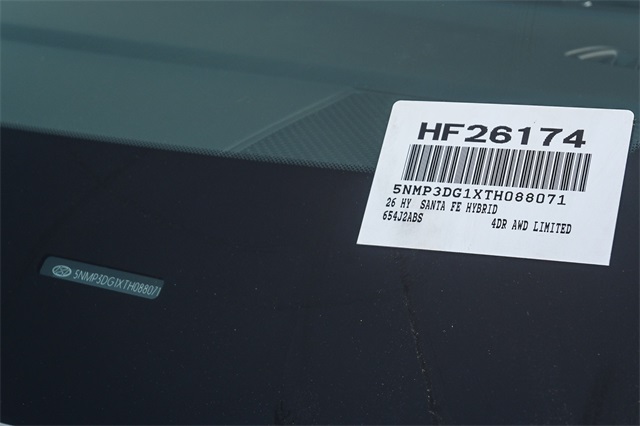 HF26174
5NMP3DG1XTH088071
26 HY SANTA FE HYBRID
654J2ABS 4DR AWD LIMITED
5NMP3DG1XTH088071